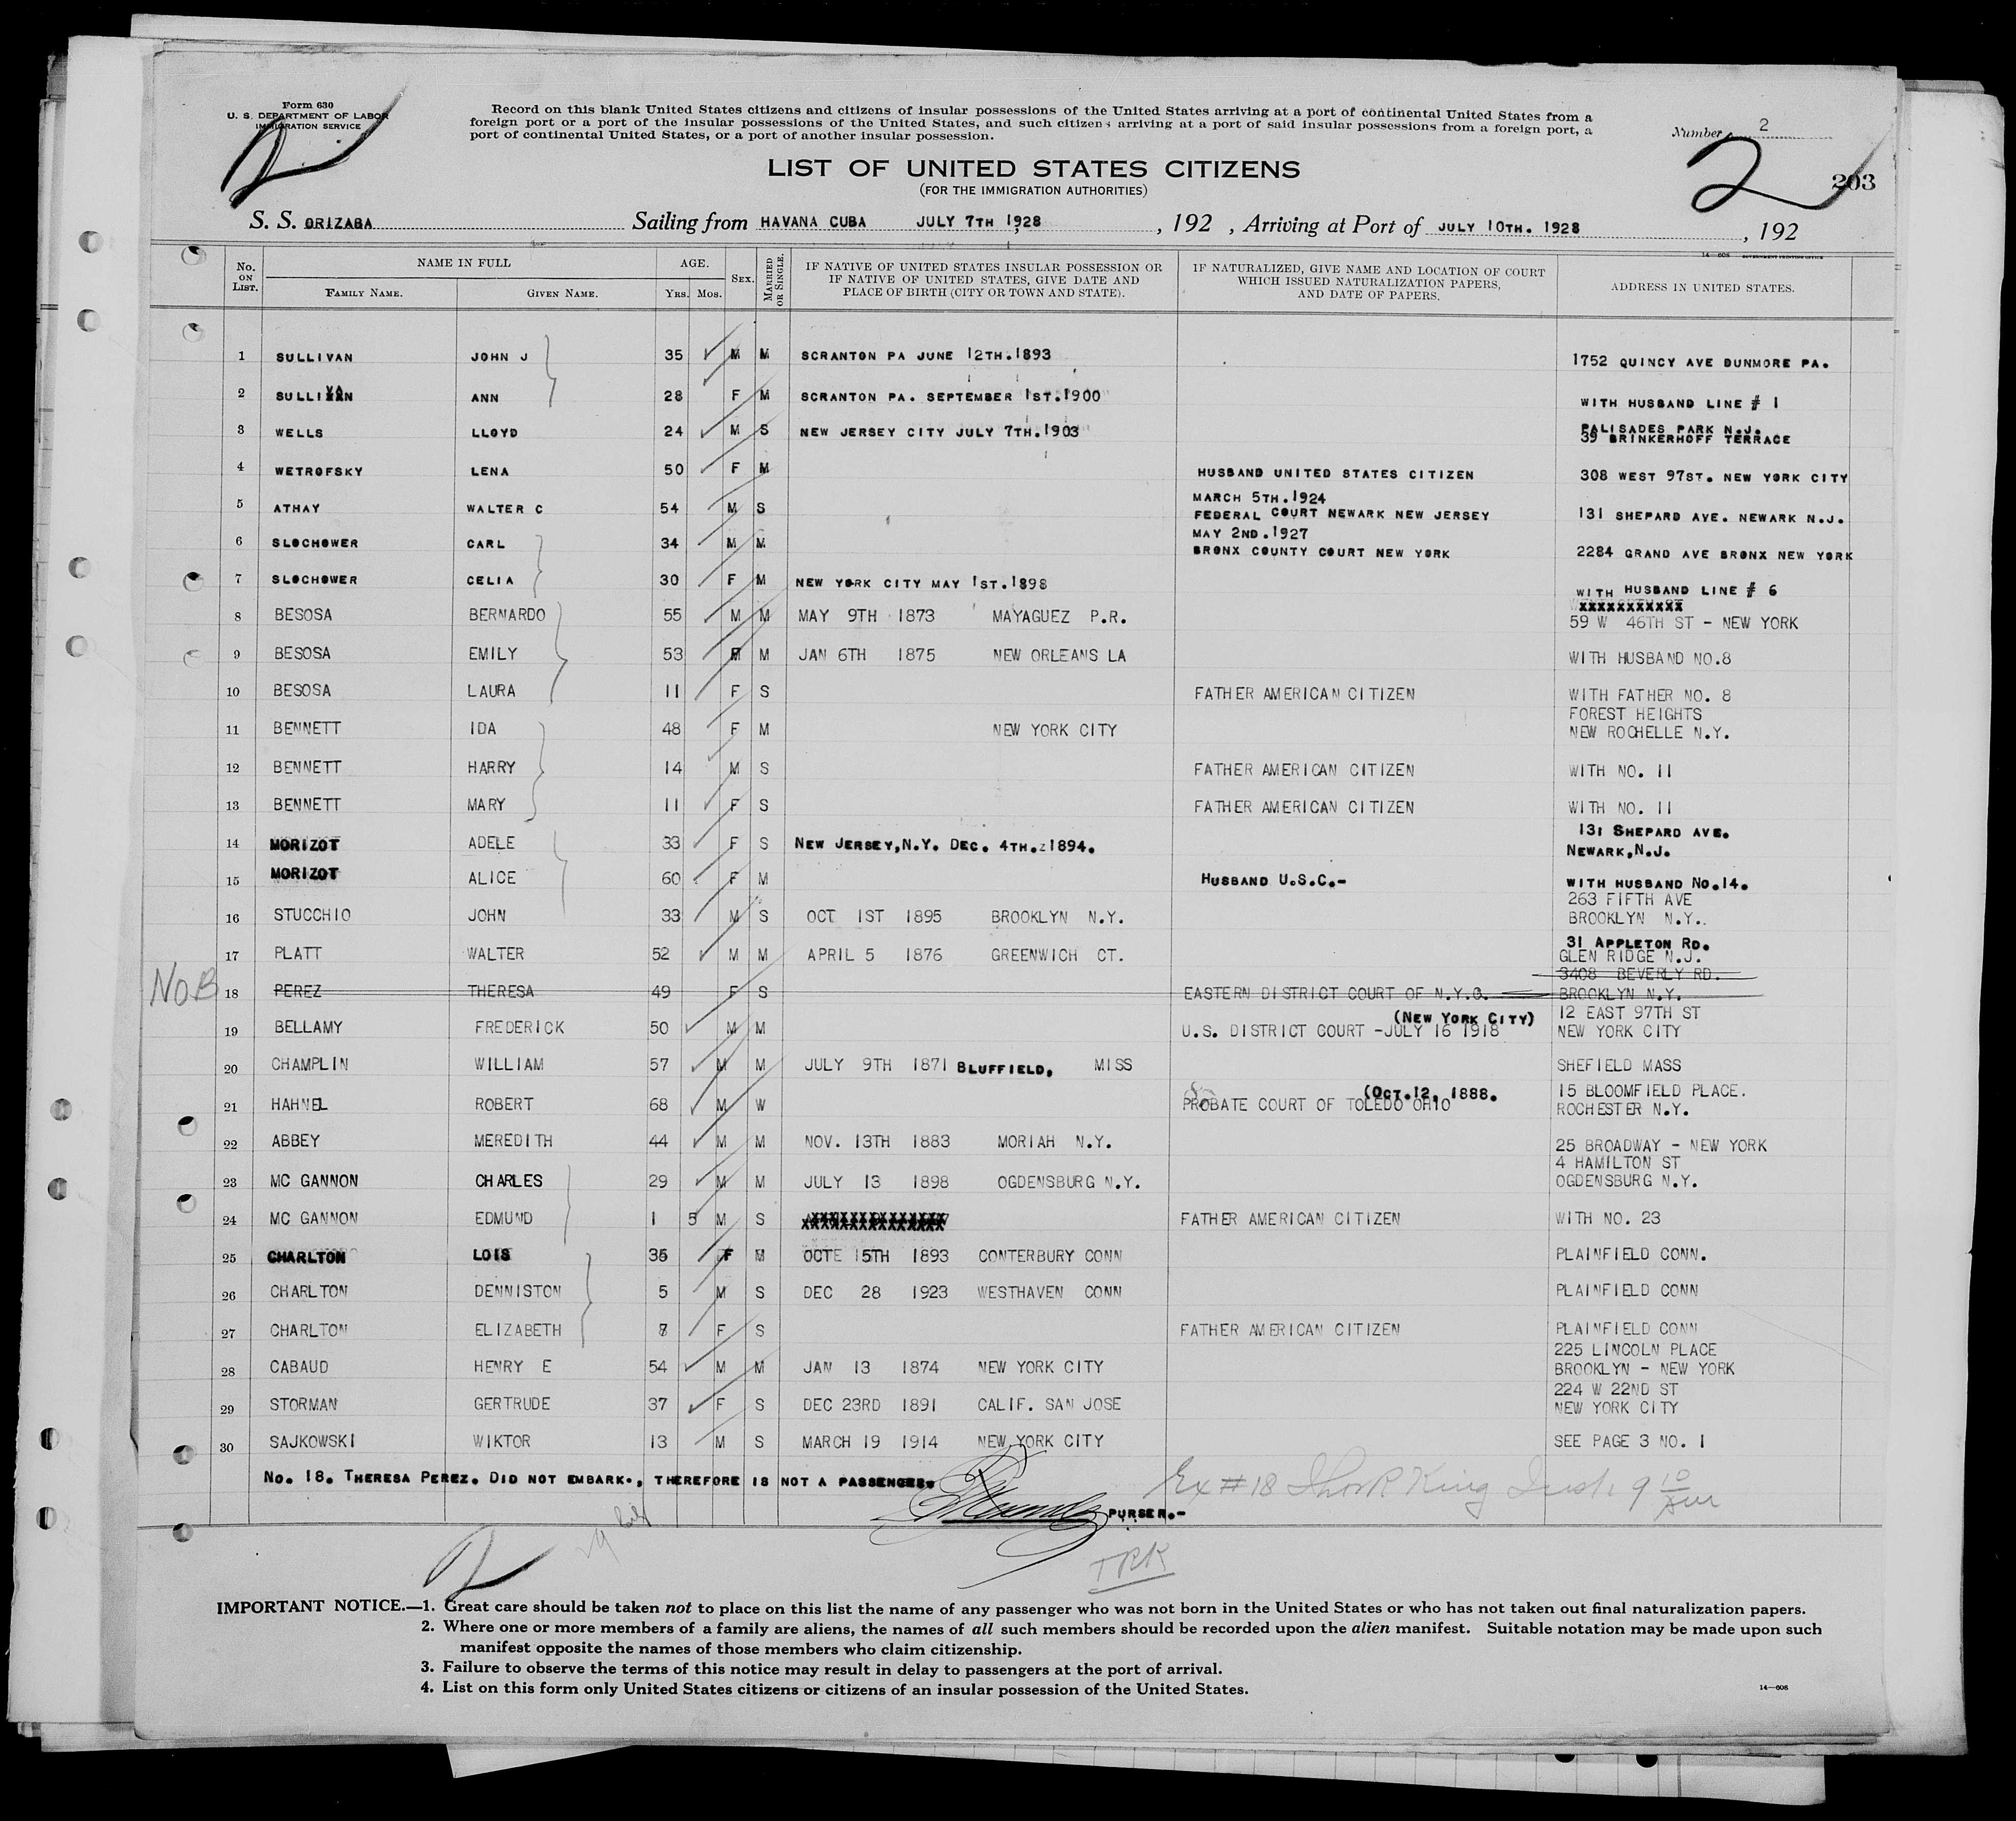 Form 630
U. S. DEPARTMENT OF LABOR
IMMIGRATION SERVICE
2
Record on this blank United States citizens and citizens of insular possessions of the United States arriving at a port of continental United States from a
foreign port or a port of the insular possessions of the United States, and such citizens arriving at a port of said insular possessions from a foreign port, a
port of continental United States, or a port of another insular possession.
Number 2
2
203
LIST OF UNITED STATES CITIZENS
(FOR THE IMMIGRATION AUTHORITIES)
S. S. ORIZABA Sailing from HAVANA CUBA JULY 7TH 1928, 192 , Arriving at Port of JULY 10TH. 1928, 192
14—608 GOVERNMENT PRINTING OFFICE
No. ON LIST. NAME IN FULL FAMILY NAME. GIVEN NAME. AGE. YRS. MOS. SEX. MARRIED OR SINGLE. IF NATIVE OF UNITED STATES INSULAR POSSESSION OR IF NATIVE OF UNITED STATES, GIVE DATE AND PLACE OF BIRTH (CITY OR TOWN AND STATE). IF NATURALIZED, GIVE NAME AND LOCATION OF COURT WHICH ISSUED NATURALIZATION PAPERS, AND DATE OF PAPERS. ADDRESS IN UNITED STATES.
1 SULLIVAN JOHN J 35 M M SCRANTON PA JUNE 12TH.1893 1752 QUINCY AVE DUNMORE PA.
2 SULLIVAN ANN 28 F M SCRANTON PA. SEPTEMBER 1ST.1900 WITH HUSBAND LINE # 1
3 WELLS LLOYD 24 M S NEW JERSEY CITY JULY 7TH.1903 PALISADES PARK N.J.
39 BRINKERHOFF TERRACE
4 WETROFSKY LENA 50 F M HUSBAND UNITED STATES CITIZEN 308 WEST 97ST. NEW YORK CITY
MARCH 5TH.1924
5 ATHAY WALTER C 54 M S FEDERAL COURT NEWARK NEW JERSEY 131 SHEPARD AVE. NEWARK N.J.
MAY 2ND.1927
6 SLOCHOWER CARL 34 M M BRONX COUNTY COURT NEW YORK 2284 GRAND AVE BRONX NEW YORK
7 SLOCHOWER CELIA 30 F M NEW YORK CITY MAY 1ST.1898 WITH HUSBAND LINE # 6
XXXXXXXXXXX
8 BESOSA BERNARDO 55 M M MAY 9TH 1873 MAYAGUEZ P.R. 59 W 46TH ST - NEW YORK
9 BESOSA EMILY 53 F M JAN 6TH 1875 NEW ORLEANS LA WITH HUSBAND NO.8
10 BESOSA LAURA 11 F S FATHER AMERICAN CITIZEN WITH FATHER NO. 8
FOREST HEIGHTS
11 BENNETT IDA 48 F M NEW YORK CITY NEW ROCHELLE N.Y.
12 BENNETT HARRY 14 M S FATHER AMERICAN CITIZEN WITH NO. 11
13 BENNETT MARY 11 F S FATHER AMERICAN CITIZEN WITH NO. 11
131 SHEPARD AVE.
14 MORIZOT ADELE 33 F S NEW JERSEY,N.Y. DEC. 4TH.1894. NEWARK,N.J.
15 MORIZOT ALICE 60 F M HUSBAND U.S.C.- WITH HUSBAND NO.14.
263 FIFTH AVE
16 STUCCHIO JOHN 33 M S OCT 1ST 1895 BROOKLYN N.Y. BROOKLYN N.Y.
31 APPLETON RD.
17 PLATT WALTER 52 M M APRIL 5 1876 GREENWICH CT. GLEN RIDGE N.J.
3408 BEVERLY RD.
NOB 18 PEREZ THERESA 49 F S EASTERN DISTRICT COURT OF N.Y.C. BROOKLYN N.Y.
(NEW YORK CITY) 12 EAST 97TH ST
19 BELLAMY FREDERICK 50 M M U.S. DISTRICT COURT -JULY 16 1918 NEW YORK CITY
20 CHAMPLIN WILLIAM 57 M M JULY 9TH 1871 BLUFFIELD, MISS SHEFIELD MASS
(OCT.12, 1888. 15 BLOOMFIELD PLACE.
21 HAHNEL ROBERT 68 M W PROBATE COURT OF TOLEDO OHIO ROCHESTER N.Y.
22 ABBEY MEREDITH 44 M M NOV. 13TH 1883 MORIAH N.Y. 25 BROADWAY - NEW YORK
4 HAMILTON ST
23 MC GANNON CHARLES 29 M M JULY 13 1898 OGDENSBURG N.Y. OGDENSBURG N.Y.
24 MC GANNON EDMUND 1 5 M S XXXXXXXXXXXXXXX FATHER AMERICAN CITIZEN WITH NO. 23
25 CHARLTON LOIS 35 F M OCTE 15TH 1893 CONTERBURY CONN PLAINFIELD CONN.
26 CHARLTON DENNISTON 5 M S DEC 28 1923 WESTHAVEN CONN PLAINFIELD CONN
27 CHARLTON ELIZABETH F S FATHER AMERICAN CITIZEN PLAINFIELD CONN
225 LINCOLN PLACE
28 CABAUD HENRY E 54 M M JAN 13 1874 NEW YORK CITY BROOKLYN - NEW YORK
224 W 22ND ST
29 STORMAN GERTRUDE 37 F S DEC 23RD 1891 CALIF. SAN JOSE NEW YORK CITY
30 SAJKOWSKI WIKTOR 13 M S MARCH 19 1914 NEW YORK CITY SEE PAGE 3 NO. 1
NO. 18. THERESA PEREZ. DID NOT EMBARK., THEREFORE IS NOT A PASSENGER.
Ex #18 Thos R King Insp.
PURSER.-
TRK
2
IMPORTANT NOTICE.—1. Great care should be taken not to place on this list the name of any passenger who was not born in the United States or who has not taken out final naturalization papers.
2. Where one or more members of a family are aliens, the names of all such members should be recorded upon the alien manifest. Suitable notation may be made upon such
manifest opposite the names of those members who claim citizenship.
3. Failure to observe the terms of this notice may result in delay to passengers at the port of arrival.
4. List on this form only United States citizens or citizens of an insular possession of the United States.
14—608